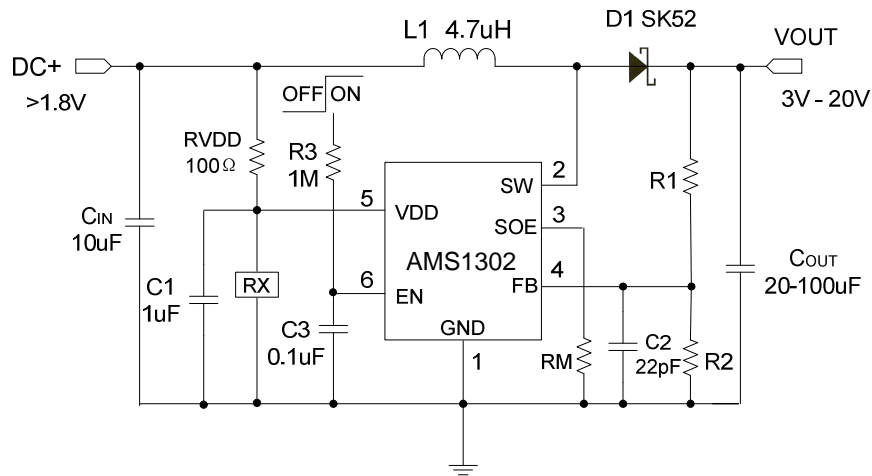 L1 4.7uH
D1 SK52
VOUT
DC+
>1.8V
3V - 20V
OFF
ON
RVDD
100Ω
R3
1M
2
R1
SW
5
VDD
3
SOE
CIN
10uF
AMS1302
4
FB
COUT
20-100uF
C1
1uF
RX
6
EN
C3
0.1uF
GND
1
RM
C2
22pF
R2